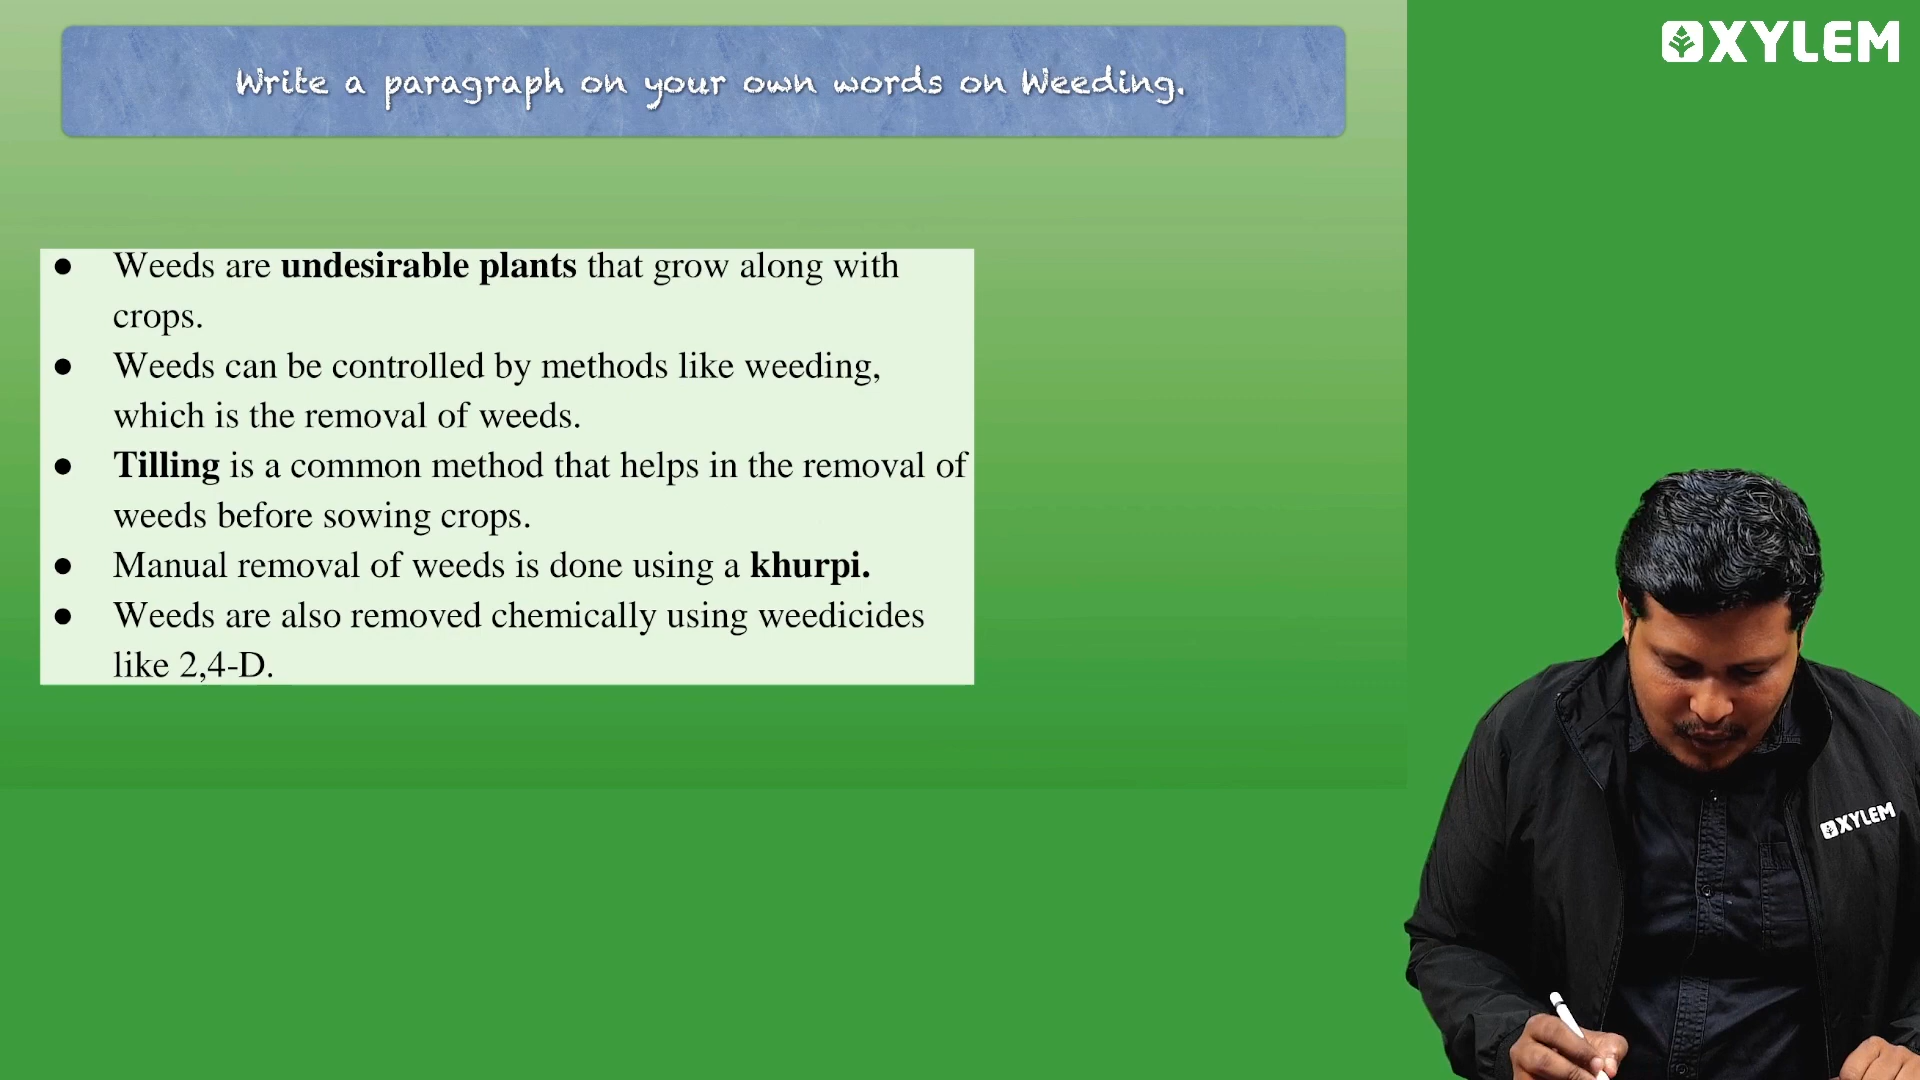 Write a paragraph on your own words on Weeding.
XYLEM
● Weeds are undesirable plants that grow along with
crops.
● Weeds can be controlled by methods like weeding,
which is the removal of weeds.
● Tilling is a common method that helps in the removal of
weeds before sowing crops.
● Manual removal of weeds is done using a khurpi.
● Weeds are also removed chemically using weedicides
like 2,4-D.
XYLEM